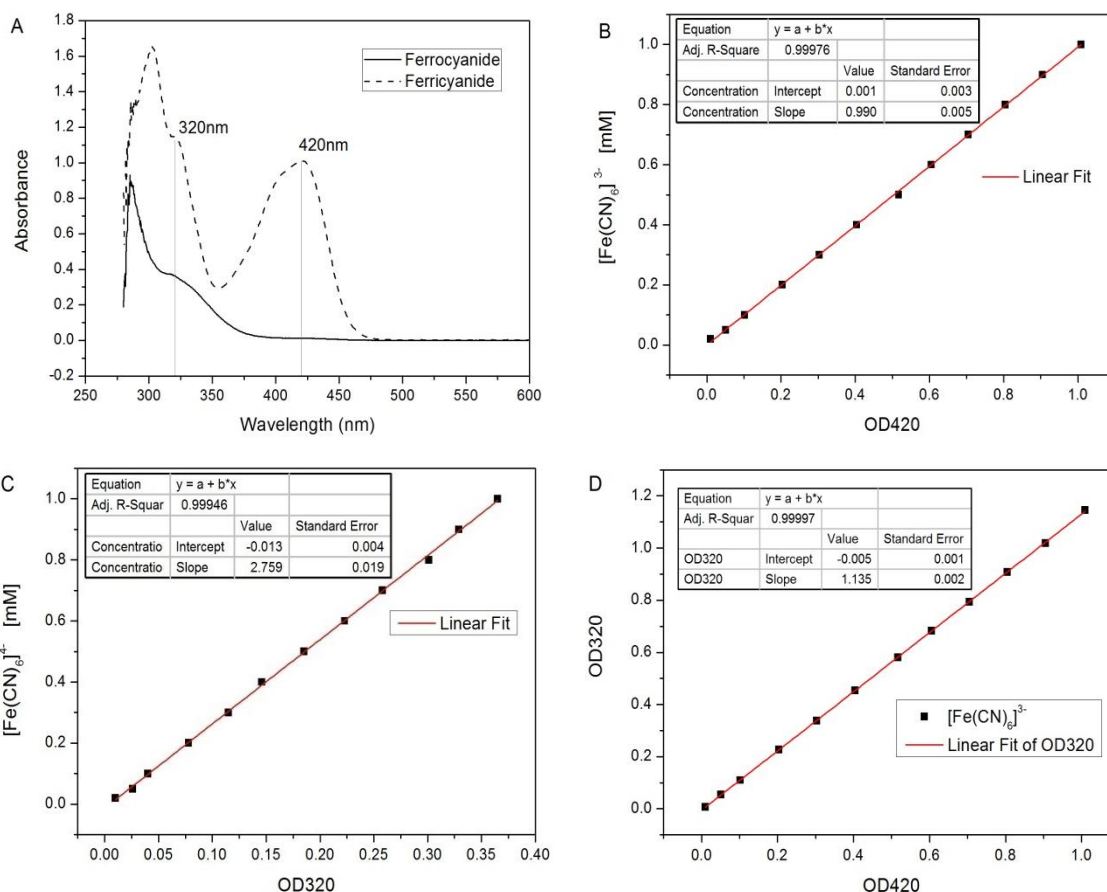 A
Ferrocyanide
Ferricyanide
320nm
420nm
1.8
1.6
1.4
1.2
1.0
0.8
0.6
0.4
0.2
0.0
-0.2
250 300 350 400 450 500 550 600
Absorbance
Wavelength (nm)
B
Equation y = a + b*x
Adj. R-Square 0.99976
Value Standard Error
Concentration Intercept 0.001 0.003
Concentration Slope 0.990 0.005
Linear Fit
1.0
0.8
0.6
0.4
0.2
0.0
0.0 0.2 0.4 0.6 0.8 1.0
[Fe(CN)6]3- [mM]
OD420
C
Equation y = a + b*x
Adj. R-Squar 0.99946
Value Standard Error
Concentratio Intercept -0.013 0.004
Concentratio Slope 2.759 0.019
Linear Fit
1.0
0.8
0.6
0.4
0.2
0.0
0.00 0.05 0.10 0.15 0.20 0.25 0.30 0.35 0.40
[Fe(CN)6]4- [mM]
OD320
D
Equation y = a + b*x
Adj. R-Squar 0.99997
Value Standard Error
OD320 Intercept -0.005 0.001
OD320 Slope 1.135 0.002
[Fe(CN)6]3-
Linear Fit of OD320
1.2
1.0
0.8
0.6
0.4
0.2
0.0
0.0 0.2 0.4 0.6 0.8 1.0
OD320
OD420